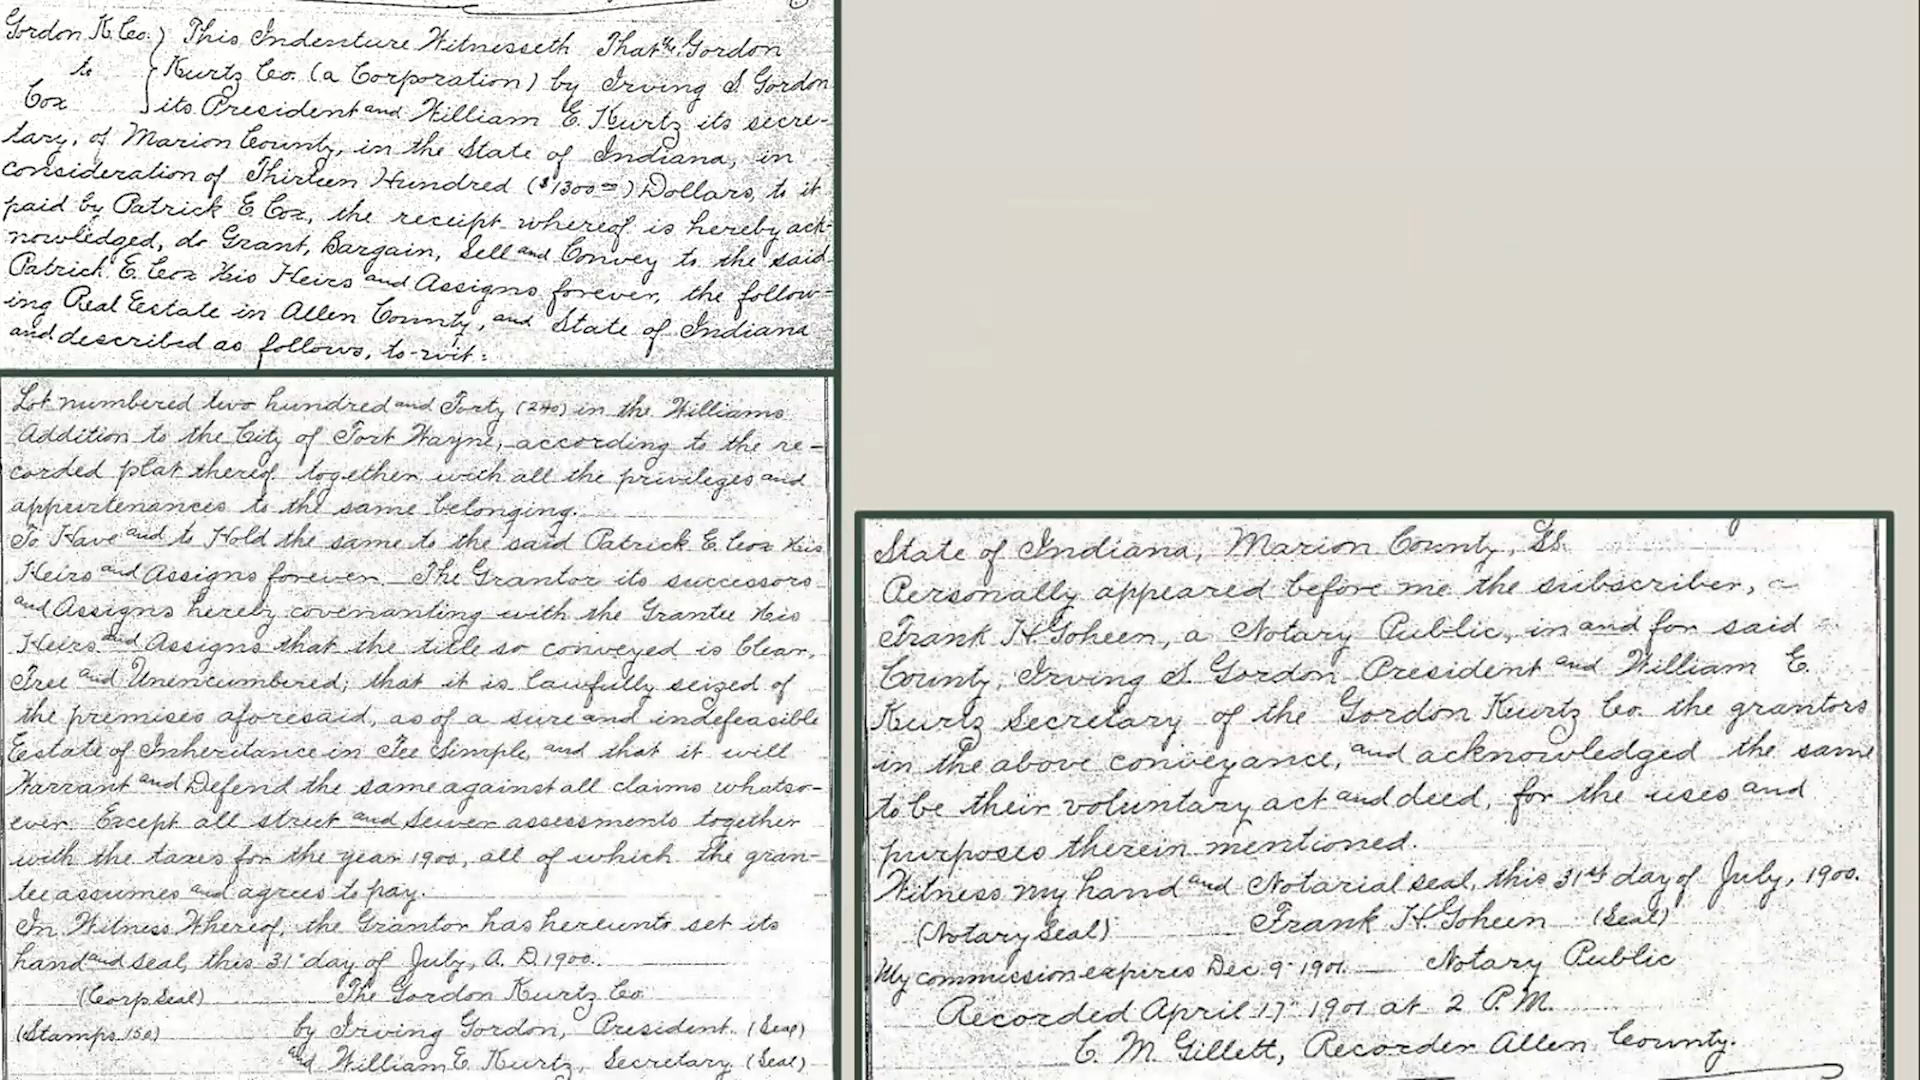 Gordon K. Co. } This Indenture Witnesseth That the Gordon
to { Kurtz Co. (a Corporation) by Irving S Gordon
Cox its President and William E. Kurtz its secre-
tary, of Marion County, in the State of Indiana, in
consideration of Thirteen Hundred ($1300 00) Dollars, to it
paid by Patrick E Cox, the receipt whereof is hereby ack-
nowledged, do Grant, Bargain, Sell and Convey to the said
Patrick E. Cox His Heirs and Assigns forever, the follow-
ing Real Estate in Allen County, and State of Indiana
and described as follows, to-wit:
Lot numbered two hundred and Forty (240) in the Williams
Addition to the City of Fort Wayne, according to the re-
corded plat thereof together with all the privileges and
appurtenances to the same belonging.
To Have and to Hold the same to the said Patrick E. Cox His
Heirs and Assigns forever. The Grantor its successors
and Assigns hereby covenanting with the Grantee His
Heirs and Assigns that the title so conveyed is Clear,
Free and Unencumbered; that it is lawfully seized of
the premises aforesaid, as of a sure and indefeasible
Estate of Inheritance in Fee Simple, and that it will
Warrant and Defend the same against all claims whatso-
ever. Except all street and sewer assessments together
with the taxes for the year 1900, all of which the gran-
tee assumes and agrees to pay.
In Witness Whereof, the Grantor has hereunto set its
hand and seal, this 31st day of July, A. D. 1900.
(Corp Seal) The Gordon Kurtz Co
(Stamps 150) by Irving Gordon, President. (Seal)
and William E. Kurtz, Secretary (Seal)
State of Indiana, Marion County, SS.
Personally appeared before me the subscriber, a
Frank H. Goheen, a Notary Public, in and for said
County, Irving S. Gordon President and William E.
Kurtz Secretary of the Gordon Kurtz Co. the grantors
in the above conveyance, and acknowledged the same
to be their voluntary act and deed, for the uses and
purposes therein mentioned.
Witness my hand and Notarial seal, this 31st day of July, 1900.
(Notary Seal) Frank H. Goheen (Seal)
My commission expires Dec. 9 1901. Notary Public
Recorded April 17 1901 at 2 P.M.
C. M. Gillett, Recorder Allen County.